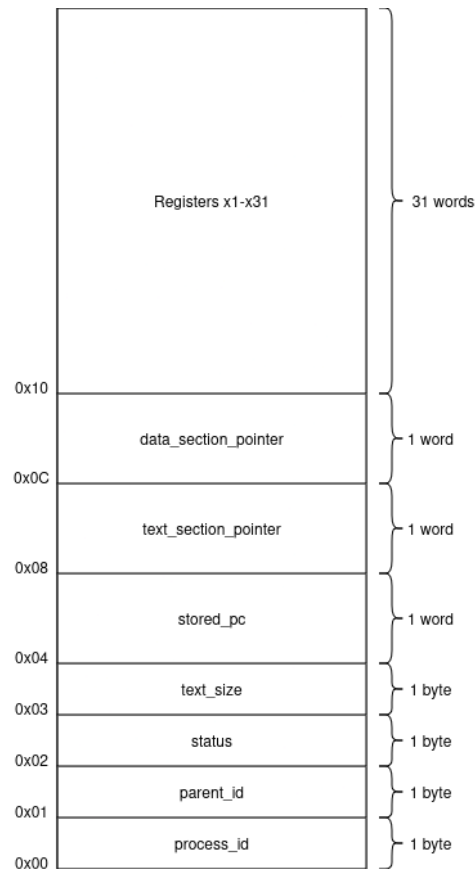 Registers x1-x31
31 words
0x10
data_section_pointer
1 word
0x0C
text_section_pointer
1 word
0x08
stored_pc
1 word
0x04
text_size
1 byte
0x03
status
1 byte
0x02
parent_id
1 byte
0x01
process_id
1 byte
0x00